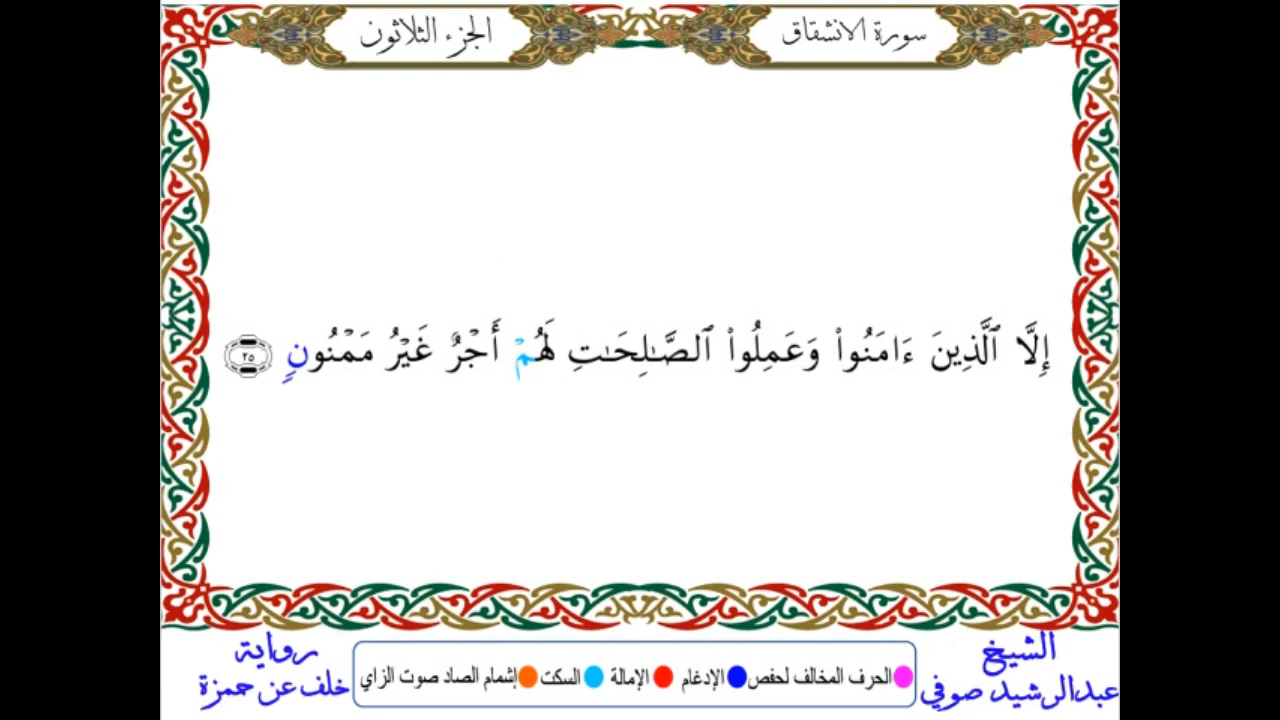 سورة الانشقاق
الجزء الثلاثون
إِلَّا ٱلَّذِينَ ءَامَنُوا۟ وَعَمِلُوا۟ ٱلصَّـٰلِحَـٰتِ لَهُمْ أَجْرٌ غَيْرُ مَمْنُونٍۭ ٢٥
الشيخ
عبدالرشيد صوفي
الحرف المخالف لحفص الإدغام الإمالة السكت إشمام الصاد صوت الزاي
رواية
خلف عن حمزة